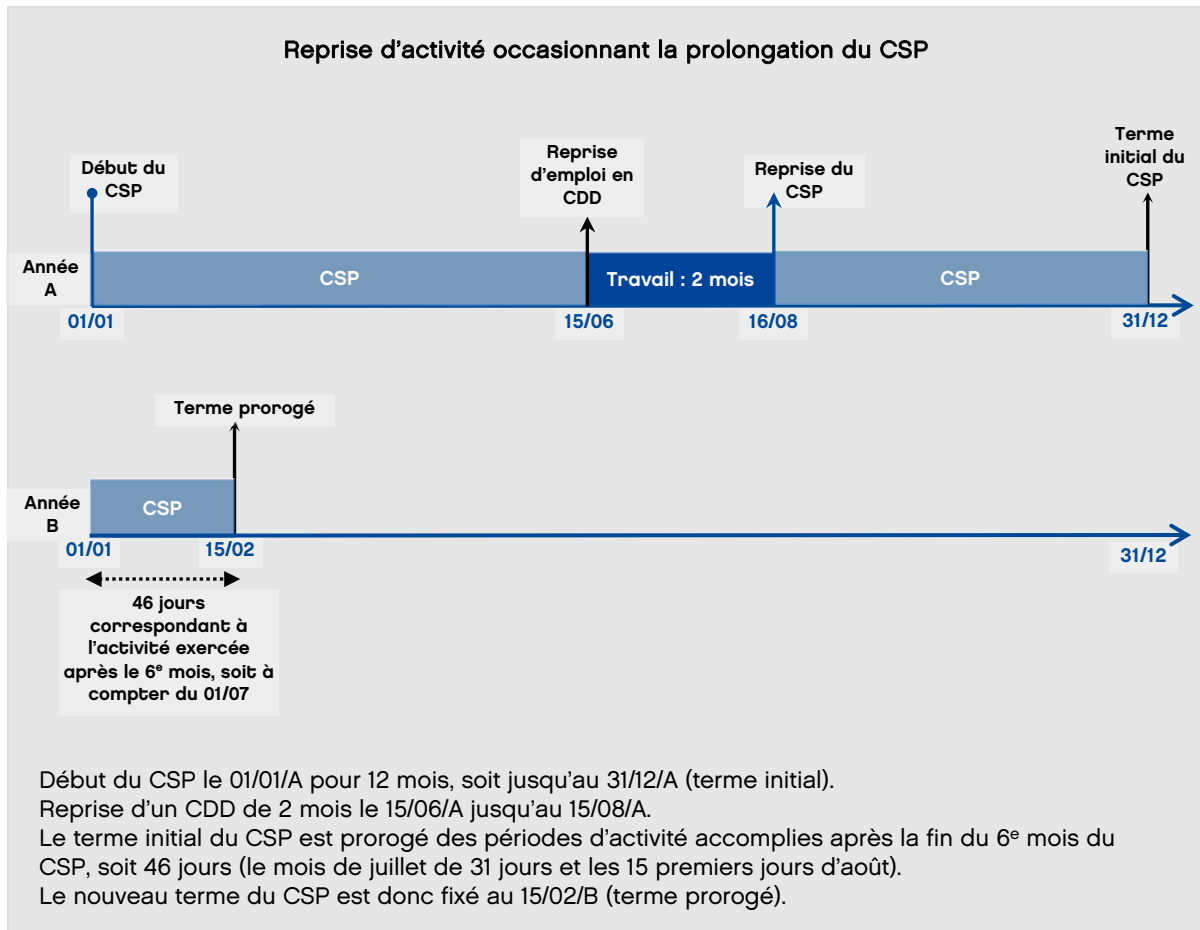 Reprise d’activité occasionnant la prolongation du CSP
Début du
CSP
Reprise
d’emploi en
CDD
Reprise du
CSP
Terme
initial du
CSP
Année
A
CSP
Travail : 2 mois
CSP
01/01
15/06
16/08
31/12
Terme prorogé
Année
B
CSP
01/01
15/02
31/12
46 jours
correspondant à
l’activité exercée
après le 6e mois, soit à
compter du 01/07
Début du CSP le 01/01/A pour 12 mois, soit jusqu’au 31/12/A (terme initial).
Reprise d’un CDD de 2 mois le 15/06/A jusqu’au 15/08/A.
Le terme initial du CSP est prorogé des périodes d’activité accomplies après la fin du 6e mois du
CSP, soit 46 jours (le mois de juillet de 31 jours et les 15 premiers jours d’août).
Le nouveau terme du CSP est donc fixé au 15/02/B (terme prorogé).